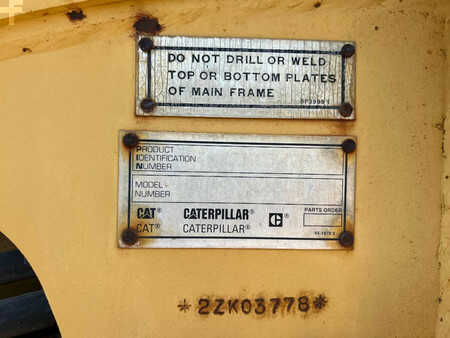 DO NOT DRILL OR WELD
TOP OR BOTTOM PLATES
OF MAIN FRAME
PRODUCT
IDENTIFICATION
NUMBER
MODEL-
NUMBER
CAT® CATERPILLAR® ®
PARTS ORDER
CAT® CATERPILLAR®
*2ZK03778*